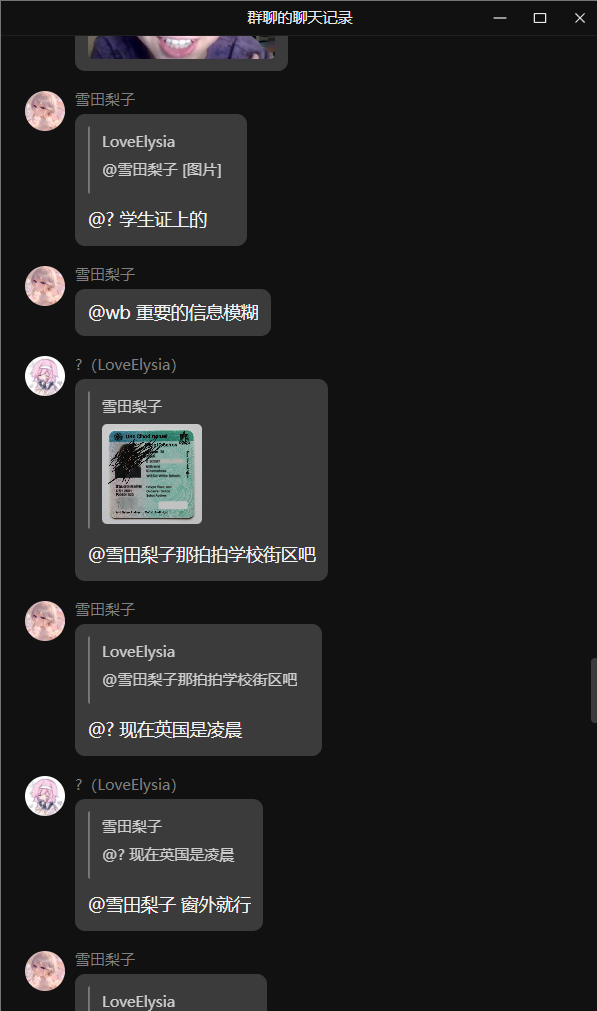 群聊的聊天记录
雪田梨子
LoveElysia
@雪田梨子 [图片]
@? 学生证上的
雪田梨子
@wb 重要的信息模糊
?（LoveElysia）
雪田梨子
@雪田梨子那拍拍学校街区吧
雪田梨子
LoveElysia
@雪田梨子那拍拍学校街区吧
@? 现在英国是凌晨
?（LoveElysia）
雪田梨子
@? 现在英国是凌晨
@雪田梨子 窗外就行
雪田梨子
LoveElysia